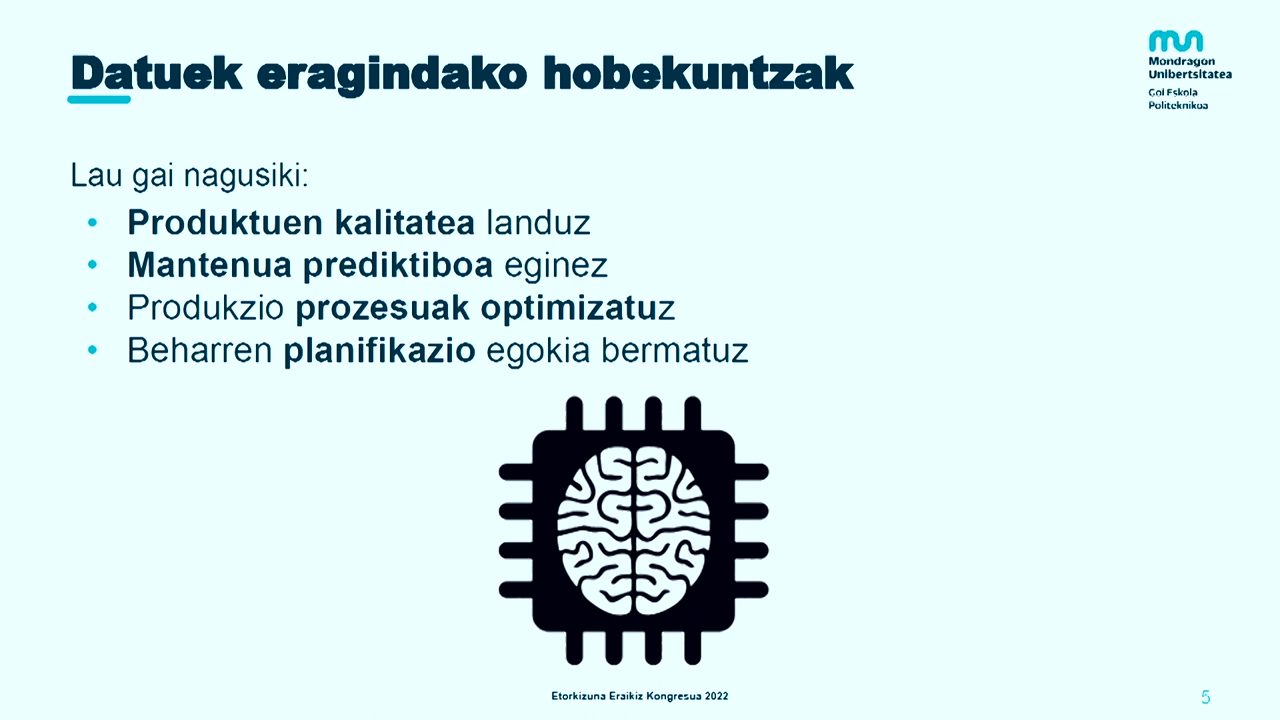 Datuek eragindako hobekuntzak
mun
Mondragon
Unibertsitatea
Goi Eskola
Politeknikoa
Lau gai nagusiki:
• Produktuen kalitatea landuz
• Mantenua prediktiboa eginez
• Produkzio prozesuak optimizatuz
• Beharren planifikazio egokia bermatuz
Etorkizuna Eraikiz Kongresua 2022
5